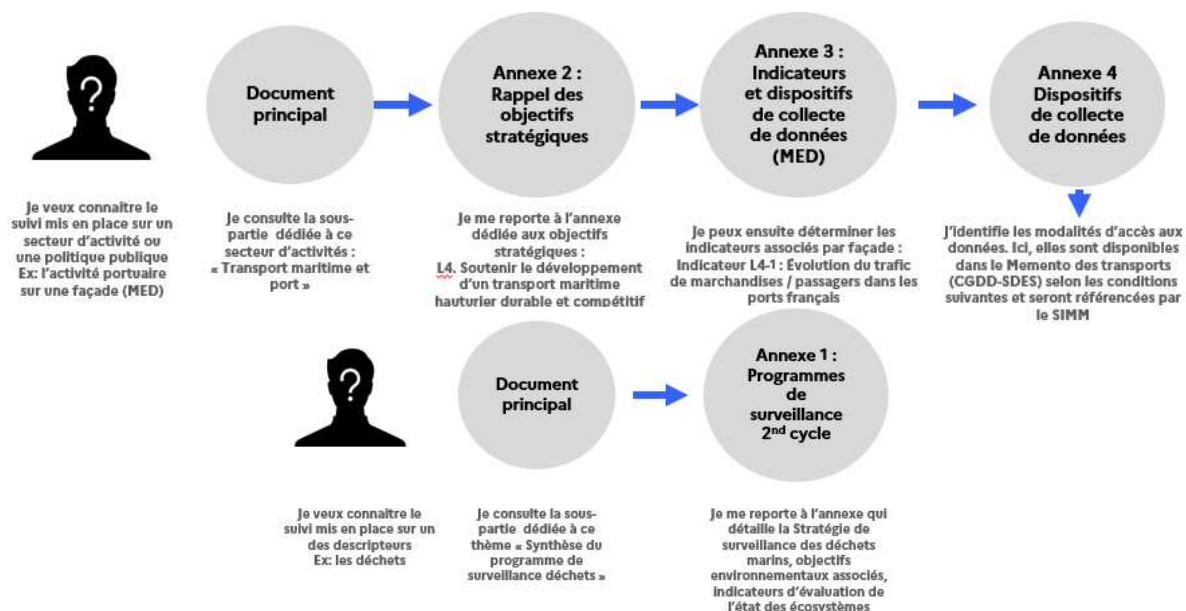 ?
Document
principal
Annexe 2 :
Rappel des
objectifs
stratégiques
Annexe 3 :
Indicateurs
et dispositifs
de collecte
de données
(MED)
Annexe 4
Dispositifs
de collecte
de données
Je veux connaître le
suivi mis en place sur un
secteur d'activité ou
une politique publique
Ex: l'activité portuaire
sur une façade (MED)
Je consulte la sous-
partie dédiée à ce
secteur d'activités :
« Transport maritime et
port »
Je me reporte à l'annexe
dédiée aux objectifs
stratégiques :
L4. Soutenir le développement
d'un transport maritime
hauturier durable et compétitif
Je peux ensuite déterminer les
indicateurs associés par façade :
Indicateur L4-1 : Évolution du trafic
de marchandises / passagers dans les
ports français
J'identifie les modalités d'accès aux
données. Ici, elles sont disponibles
dans le Memento des transports
(CGDD-SDES) selon les conditions
suivantes et seront référencées par
le SIMM
?
Document
principal
Annexe 1 :
Programmes
de
surveillance
2nd cycle
Je veux connaitre le
suivi mis en place sur un
des descripteurs
Ex: les déchets
Je consulte la sous-
partie dédiée à ce
thème « Synthèse du
programme de
surveillance déchets »
Je me reporte à l'annexe qui
détaille la Stratégie de
surveillance des déchets
marins, objectifs
environnementaux associés,
indicateurs d'évaluation de
l'état des écosystèmes